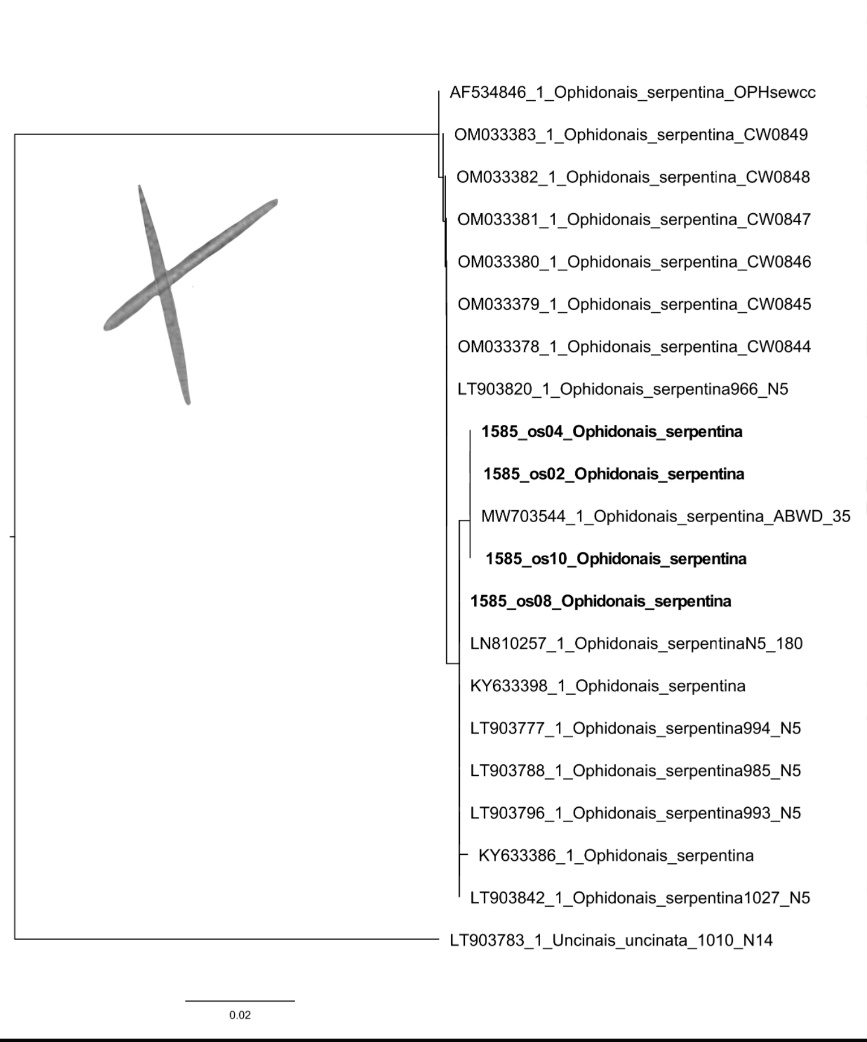 AF534846_1_Ophidonais_serpentina_OPHsewcc
OM033383_1_Ophidonais_serpentina_CW0849
OM033382_1_Ophidonais_serpentina_CW0848
OM033381_1_Ophidonais_serpentina_CW0847
OM033380_1_Ophidonais_serpentina_CW0846
OM033379_1_Ophidonais_serpentina_CW0845
OM033378_1_Ophidonais_serpentina_CW0844
LT903820_1_Ophidonais_serpentina966_N5
1585_os04_Ophidonais_serpentina
1585_os02_Ophidonais_serpentina
MW703544_1_Ophidonais_serpentina_ABWD_35
1585_os10_Ophidonais_serpentina
1585_os08_Ophidonais_serpentina
LN810257_1_Ophidonais_serpentinaN5_180
KY633398_1_Ophidonais_serpentina
LT903777_1_Ophidonais_serpentina994_N5
LT903788_1_Ophidonais_serpentina985_N5
LT903796_1_Ophidonais_serpentina993_N5
KY633386_1_Ophidonais_serpentina
LT903842_1_Ophidonais_serpentina1027_N5
LT903783_1_Uncinais_uncinata_1010_N14
0.02